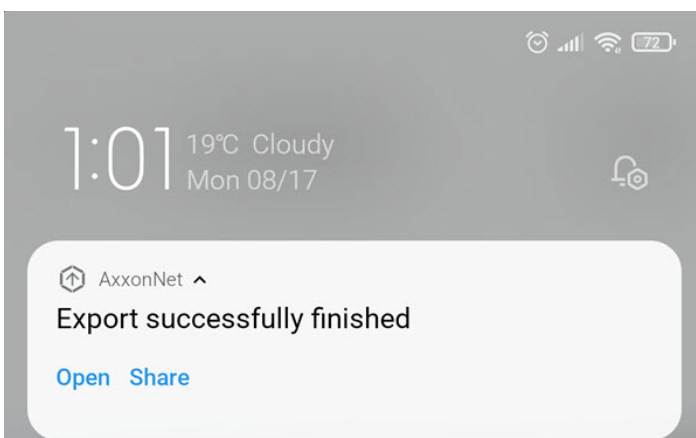 72
1:01
19°C Cloudy
Mon 08/17
AxxonNet
Export successfully finished
Open Share